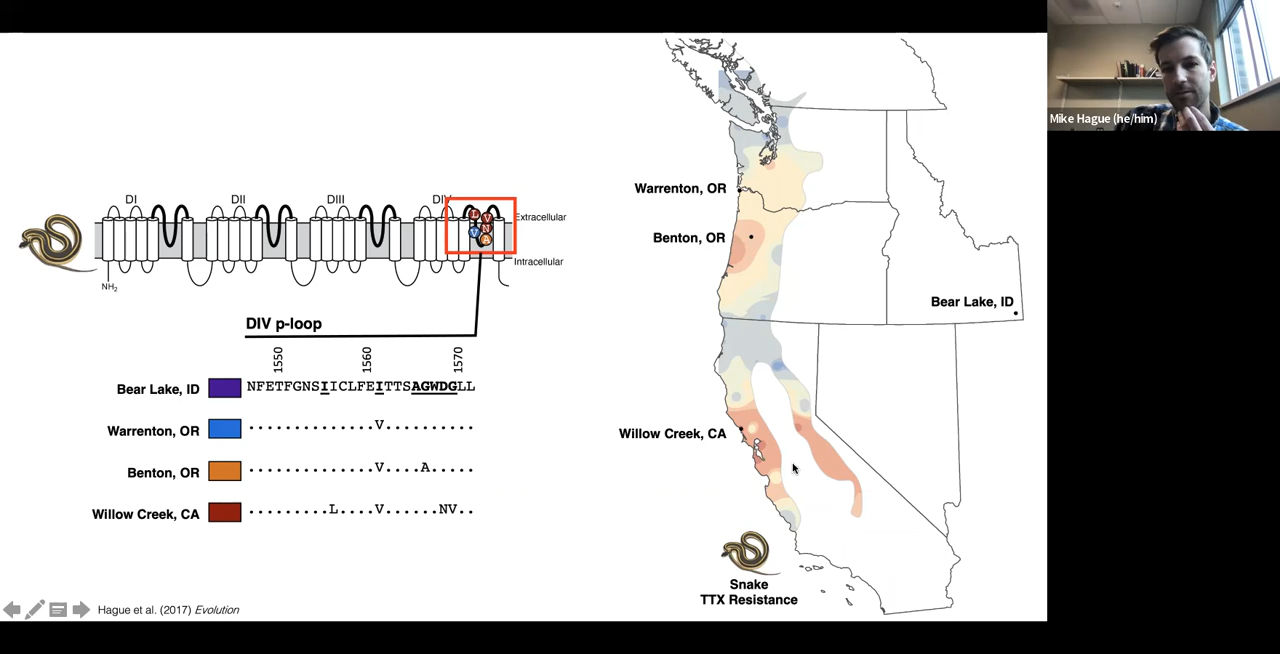 Mike Hague (he/him)
DI
DII
DIII
DIV
Extracellular
Intracellular
NH2
DIV p-loop
1550
1560
1570
Bear Lake, ID
NFETFGNSIICLFEITTSAGWDGLL
Warrenton, OR
..............V..........
Benton, OR
..............V....A.....
Willow Creek, CA
.........L....V......NV..
Hague et al. (2017) Evolution
Warrenton, OR
Benton, OR
Bear Lake, ID
Willow Creek, CA
Snake
TTX Resistance